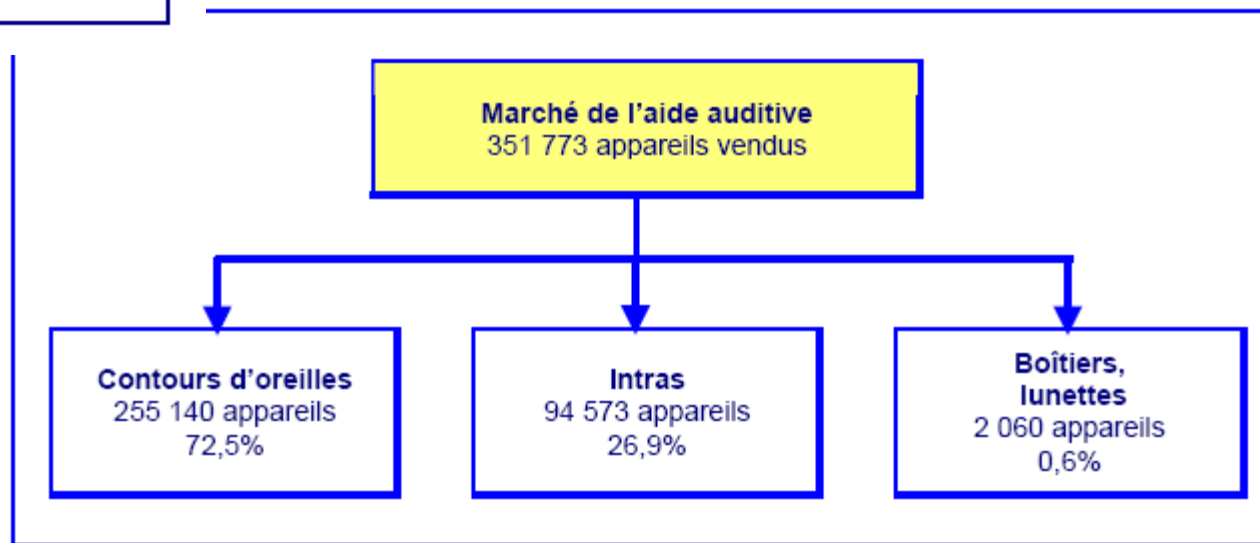 Marché de l'aide auditive
351 773 appareils vendus
Contours d'oreilles
255 140 appareils
72,5%
Intras
94 573 appareils
26,9%
Boîtiers,
lunettes
2 060 appareils
0,6%